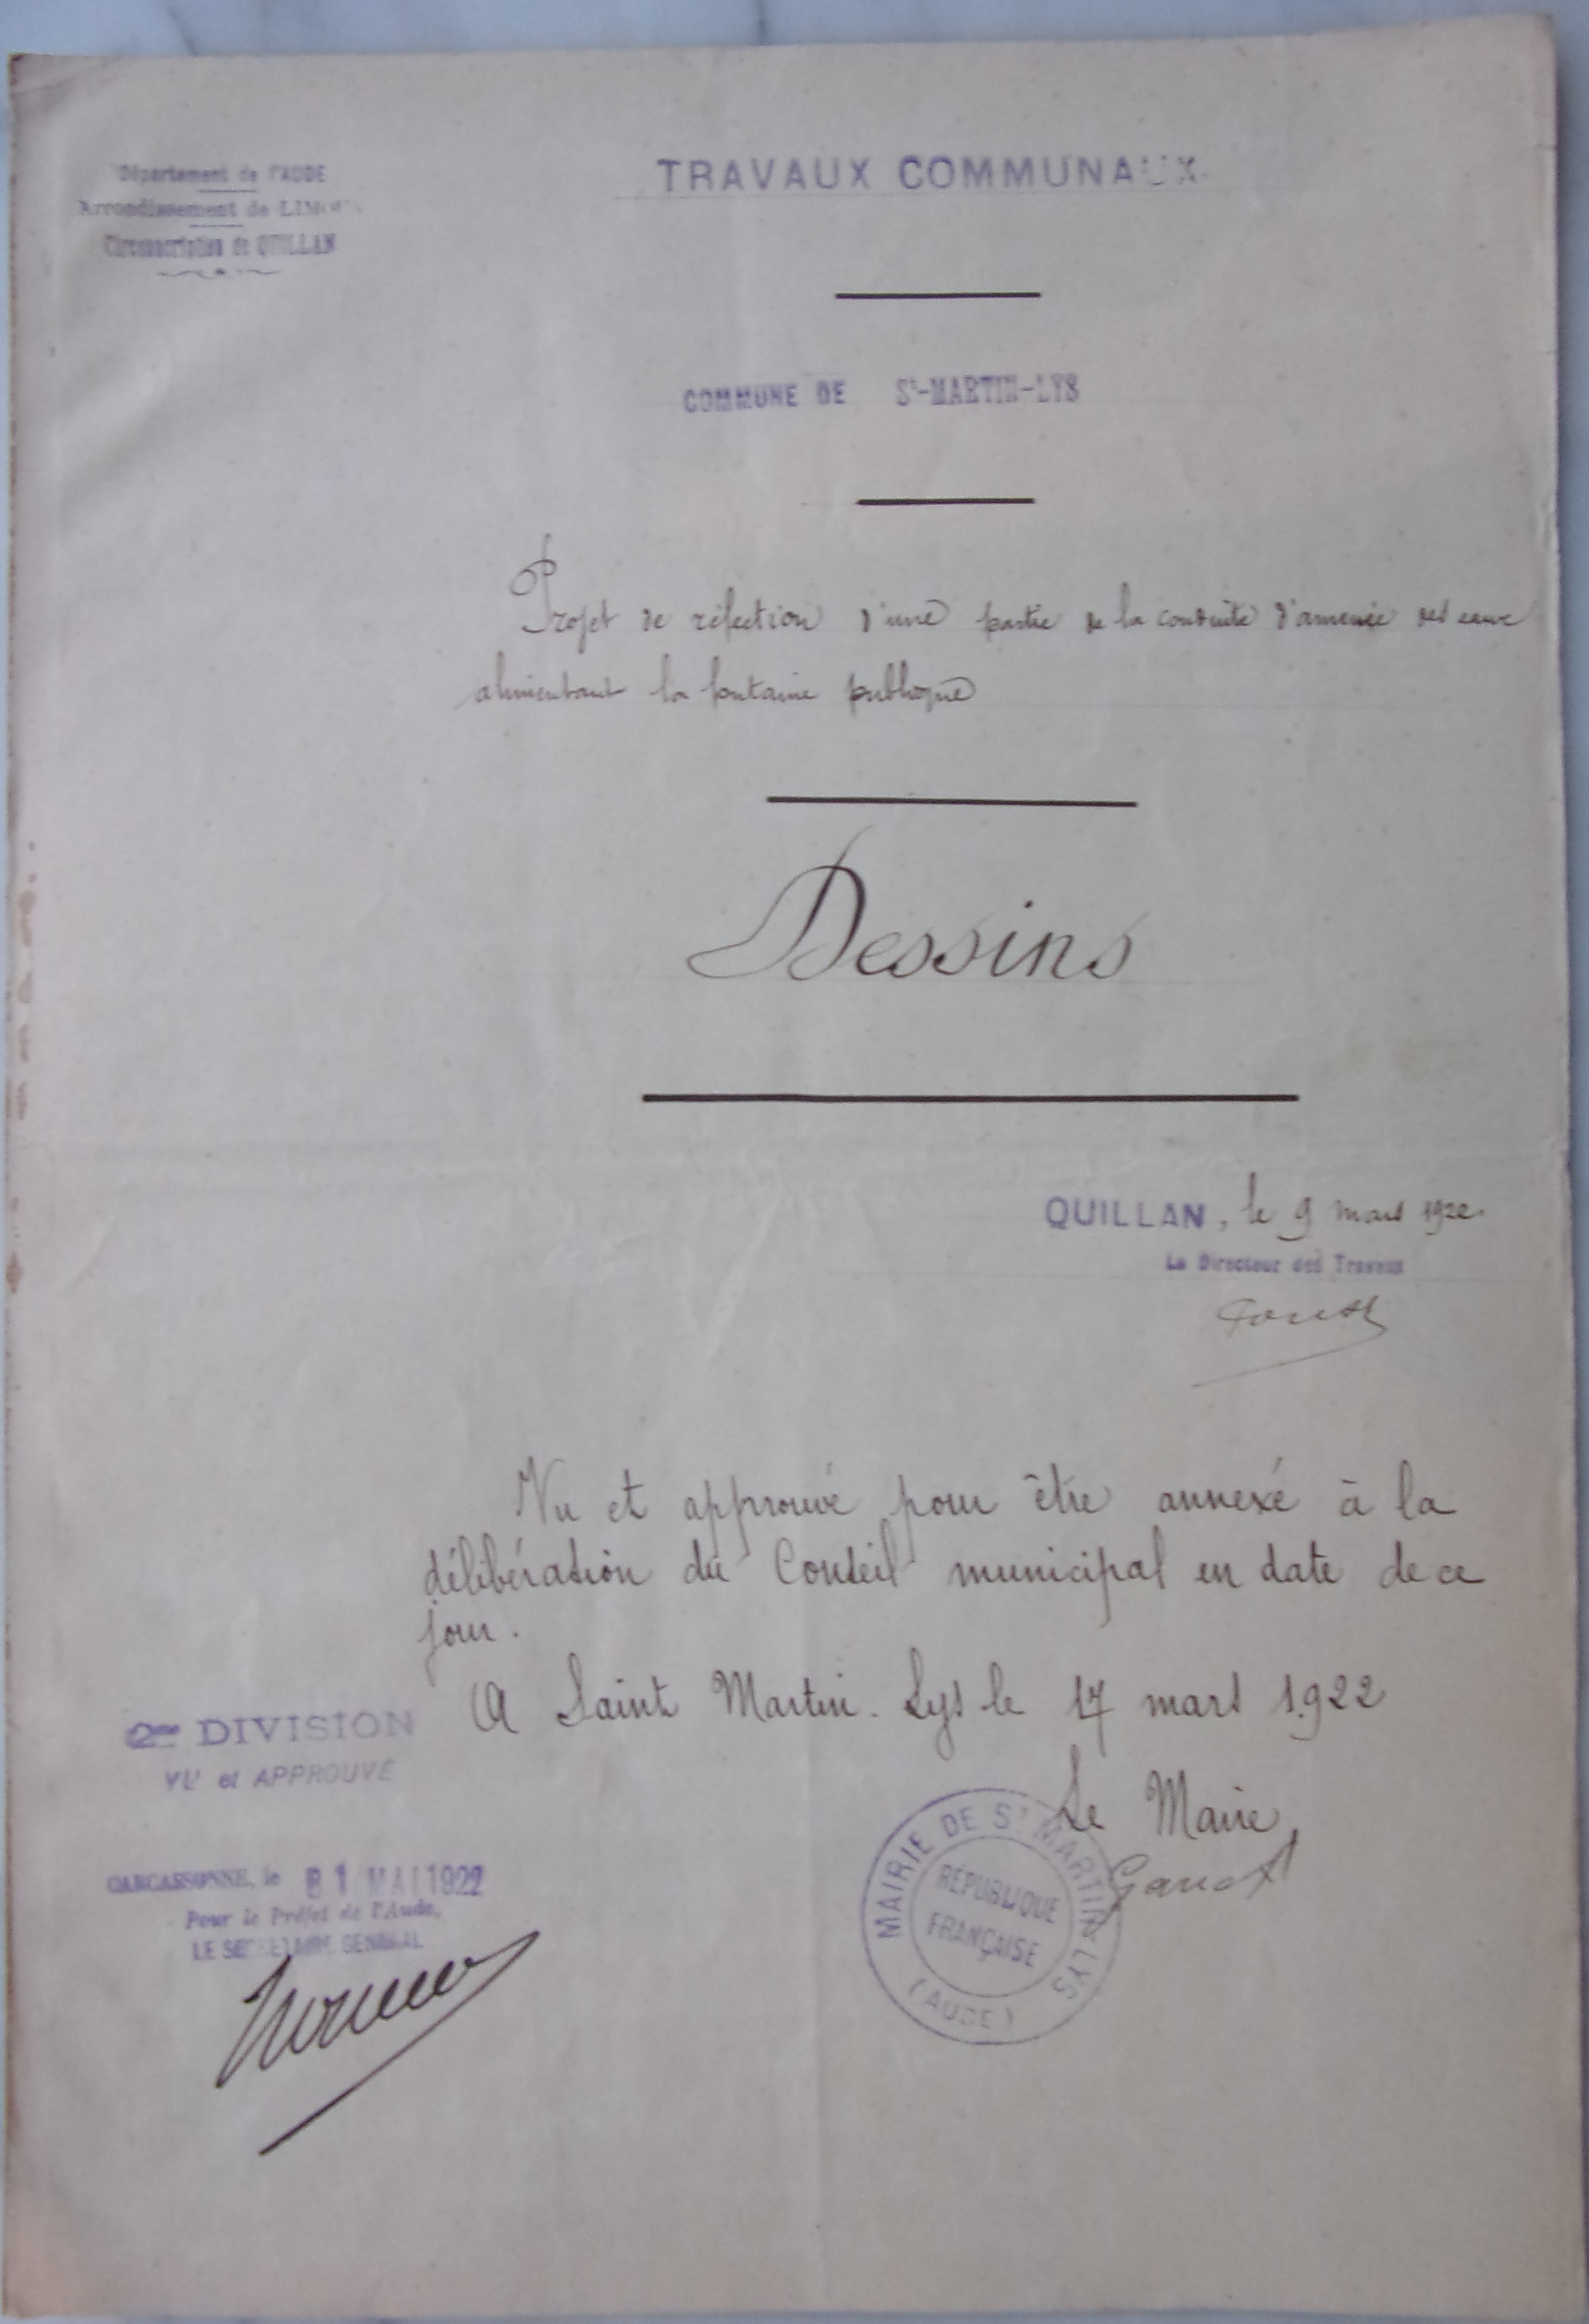 Département de l'AUDE
Arrondissement de LIMOUX
Circonscription de QUILLAN
TRAVAUX COMMUNAUX
COMMUNE DE St-MARTIN-LYS
Projet de réfection d'une partie de la conduite d'amenée des eaux
alimentant la fontaine publique
Dessins
QUILLAN, le 9 mars 1922
Le Directeur des Travaux
Vu et approuvé pour être annexé à la
délibération du Conseil municipal en date de ce
jour.
A Saint Martin. Lys le 17 mars 1922
Le Maire
MAIRIE DE St MARTIN LYS
RÉPUBLIQUE
FRANÇAISE
(AUDE)
2me DIVISION
VU et APPROUVÉ
CARCASSONNE, le 31 MAI 1922
Pour le Préfet de l'Aude,
LE SECRÉTAIRE GÉNÉRAL